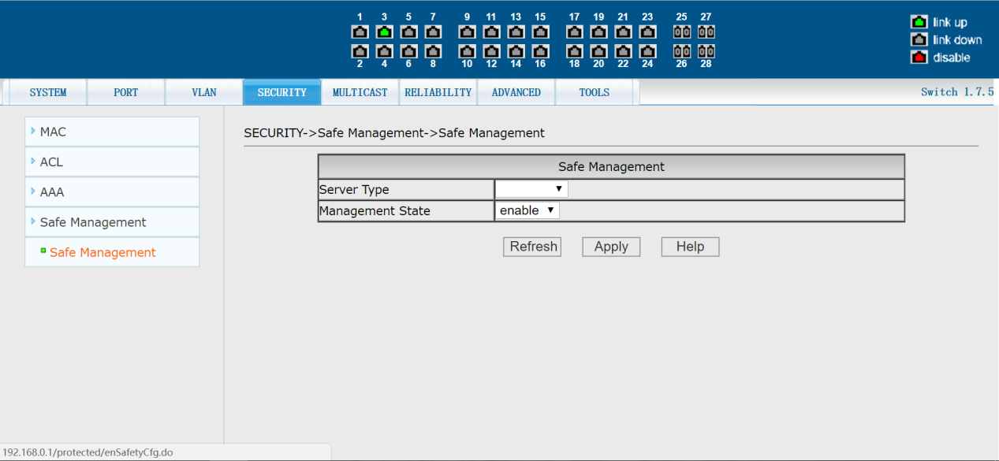 1 3 5 7 9 11 13 15 17 19 21 23 25 27
2 4 6 8 10 12 14 16 18 20 22 24 26 28
link up
link down
disable
SYSTEM PORT VLAN SECURITY MULTICAST RELIABILITY ADVANCED TOOLS Switch 1.7.5
MAC
ACL
AAA
Safe Management
Safe Management
SECURITY->Safe Management->Safe Management
Safe Management
Server Type
Management State enable
Refresh Apply Help
192.168.0.1/protected/enSafetyCfg.do